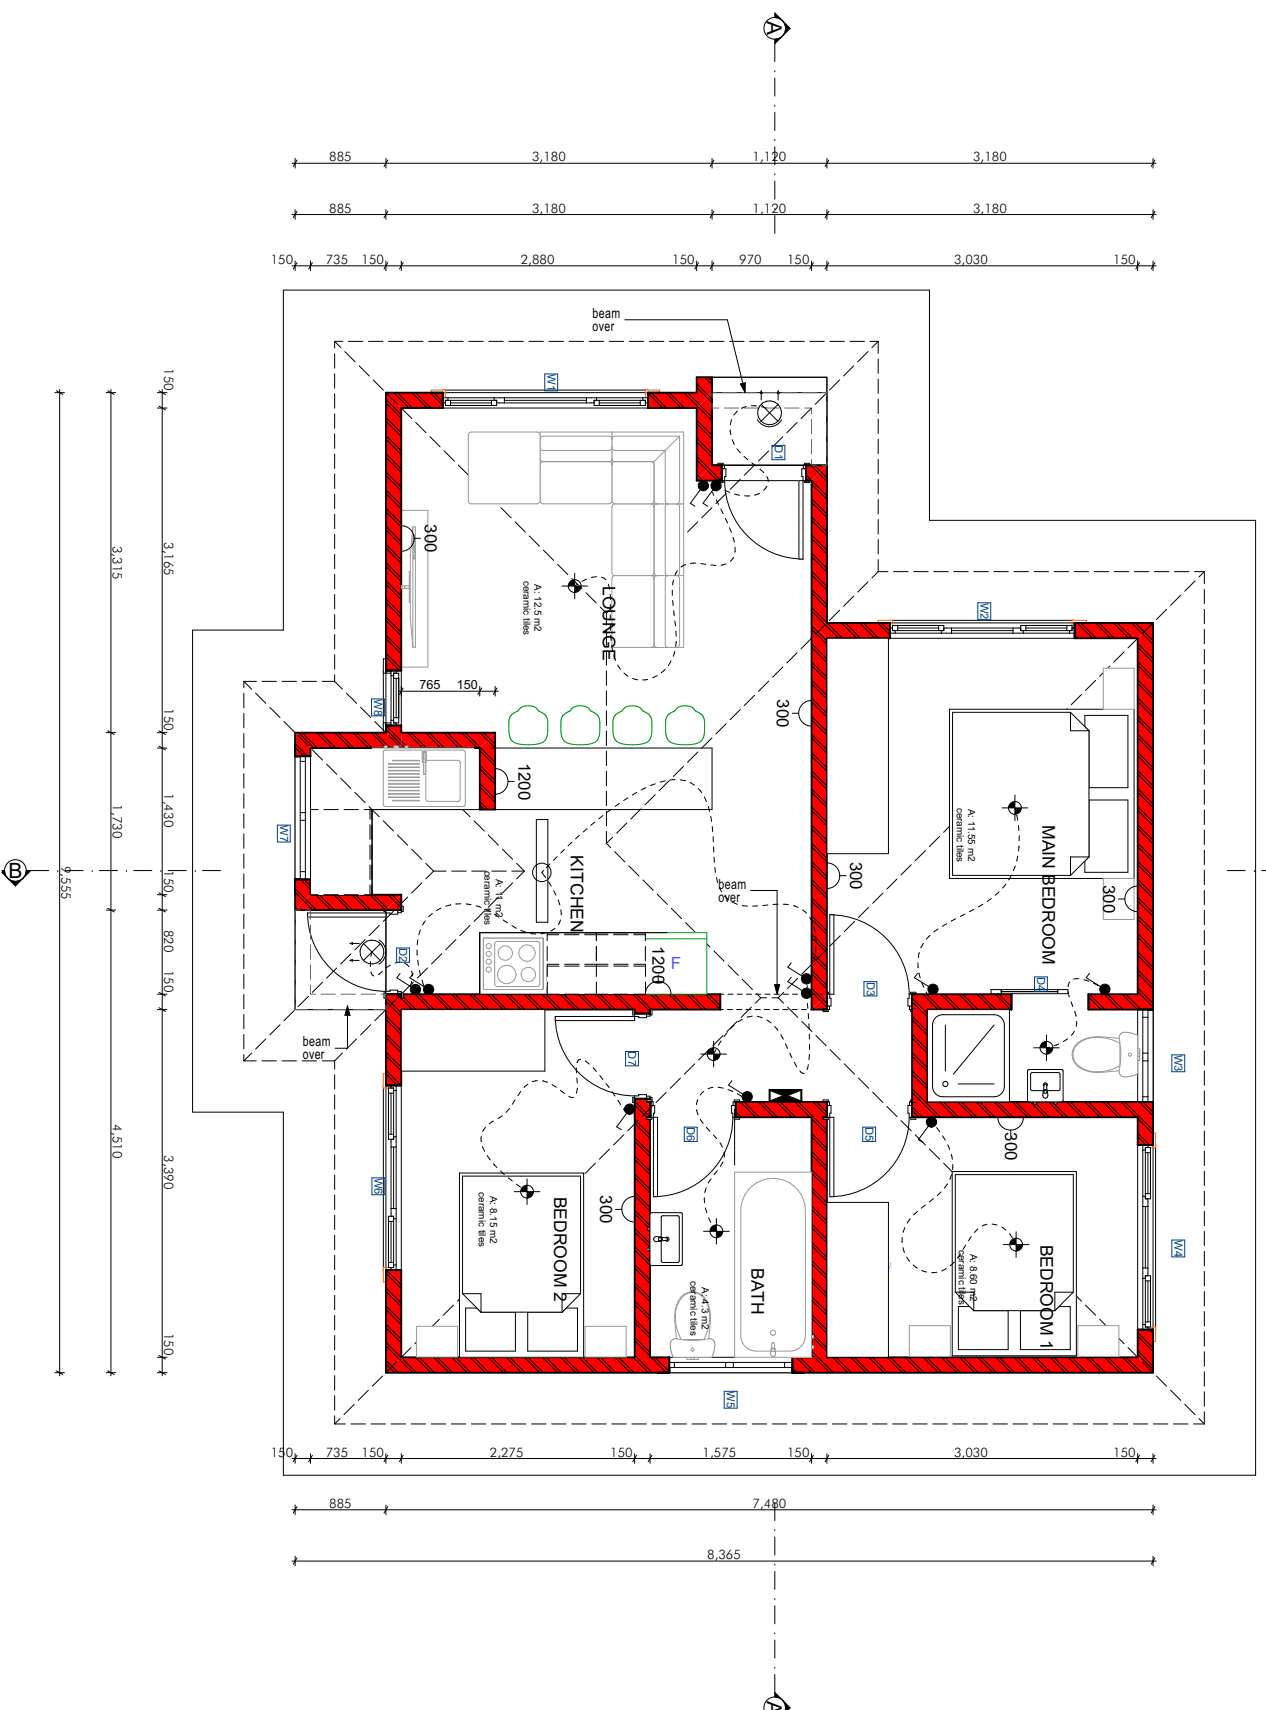 A
885 3,180 1,120 3,180
885 3,180 1,120 3,180
150 735 150 2,880 150 970 150 3,030 150
beam
over
W1
D1
W2
300
LOUNGE
A: 12.5 m2
ceramic tiles
W8
765 150
300
1200
W7
KITCHEN
A: 11 m2
ceramic tiles
MAIN BEDROOM
A: 11.55 m2
ceramic tiles
300
300
beam
over
1200
F
D2
D3
D4
beam
over
D7
W3
D6
D5
300
W6
BEDROOM 2
A: 8.15 m2
ceramic tiles
300
BATH
A: 4.3 m2
ceramic tiles
BEDROOM 1
A: 8.60 m2
ceramic tiles
W4
W5
B
9,555
3,315
1,730
4,510
150
3,165
150
1,430
150
820
150
3,390
150
150 735 150 2,275 150 1,575 150 3,030 150
885 7,480
8,365
A